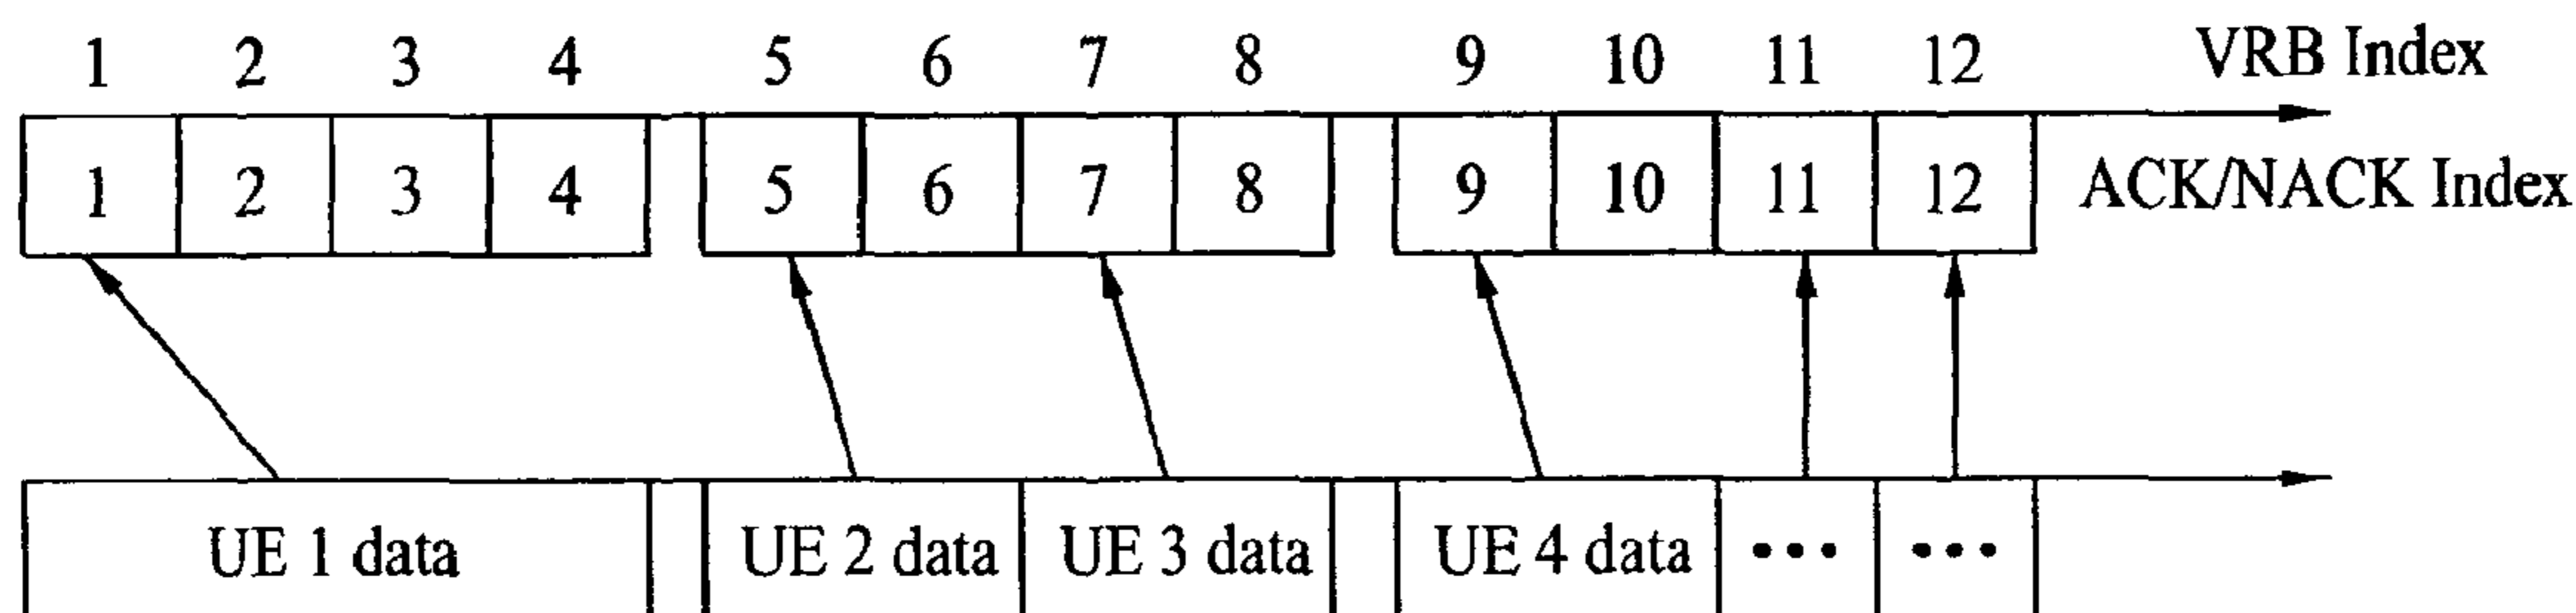 1 2 3 4 5 6 7 8 9 10 11 12 VRB Index
1 2 3 4 5 6 7 8 9 10 11 12 ACK/NACK Index
UE 1 data UE 2 data UE 3 data UE 4 data ••• •••